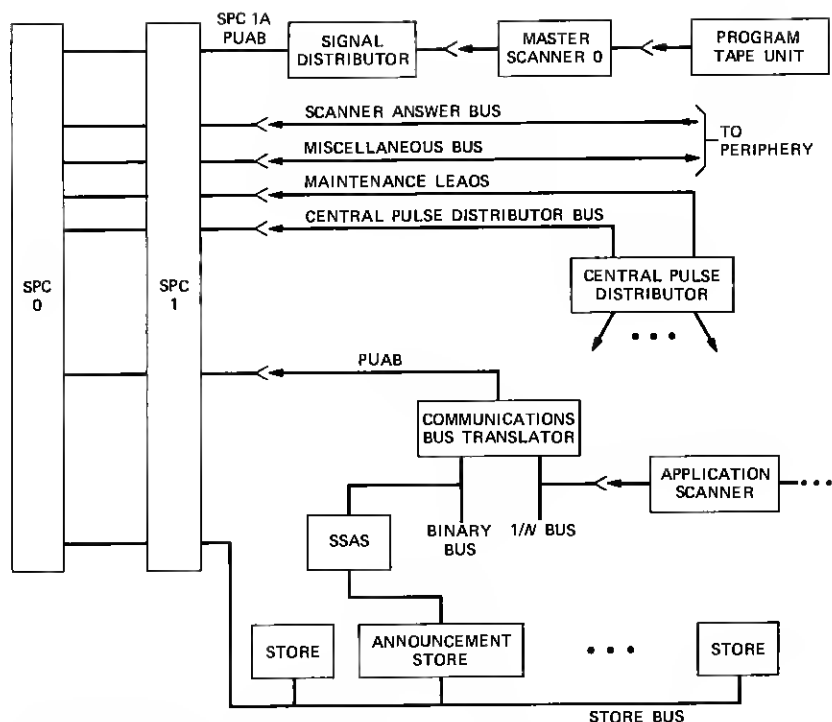 SPC 1A
PUAB
SIGNAL
DISTRIBUTOR
MASTER
SCANNER 0
PROGRAM
TAPE UNIT
SCANNER ANSWER BUS
MISCELLANEOUS BUS
TO
PERIPHERY
MAINTENANCE LEAOS
CENTRAL PULSE DISTRIBUTOR BUS
SPC
0
SPC
1
CENTRAL PULSE
DISTRIBUTOR
PUAB
COMMUNICATIONS
BUS TRANSLATOR
APPLICATION
SCANNER
SSAS
BINARY
BUS
1/N BUS
STORE
ANNOUNCEMENT
STORE
STORE
STORE BUS